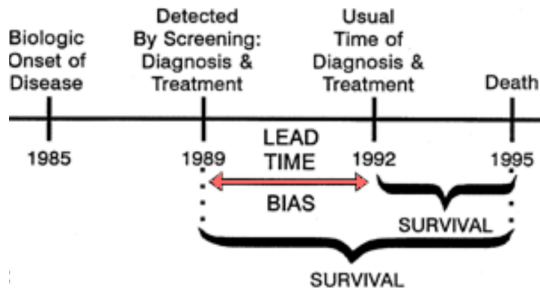 Biologic
Onset of
Disease
Detected
By Screening:
Diagnosis &
Treatment
Usual
Time of
Diagnosis &
Treatment
Death
1985
1989
LEAD
TIME
1992
1995
BIAS
SURVIVAL
SURVIVAL